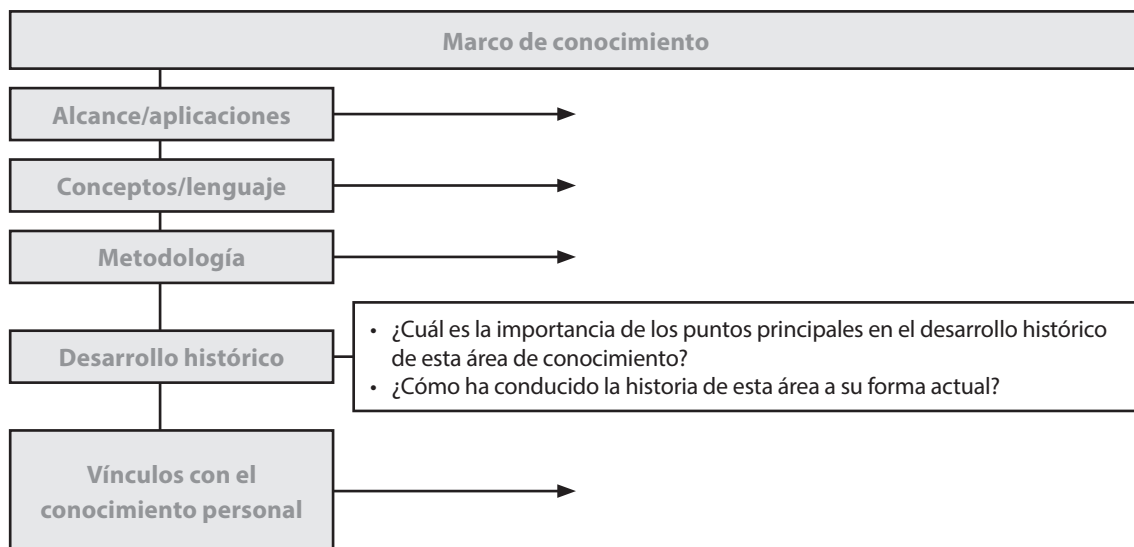 Marco de conocimiento
Alcance/aplicaciones
Conceptos/lenguaje
Metodología
Desarrollo histórico
• ¿Cuál es la importancia de los puntos principales en el desarrollo histórico
de esta área de conocimiento?
• ¿Cómo ha conducido la historia de esta área a su forma actual?
Vínculos con el
conocimiento personal